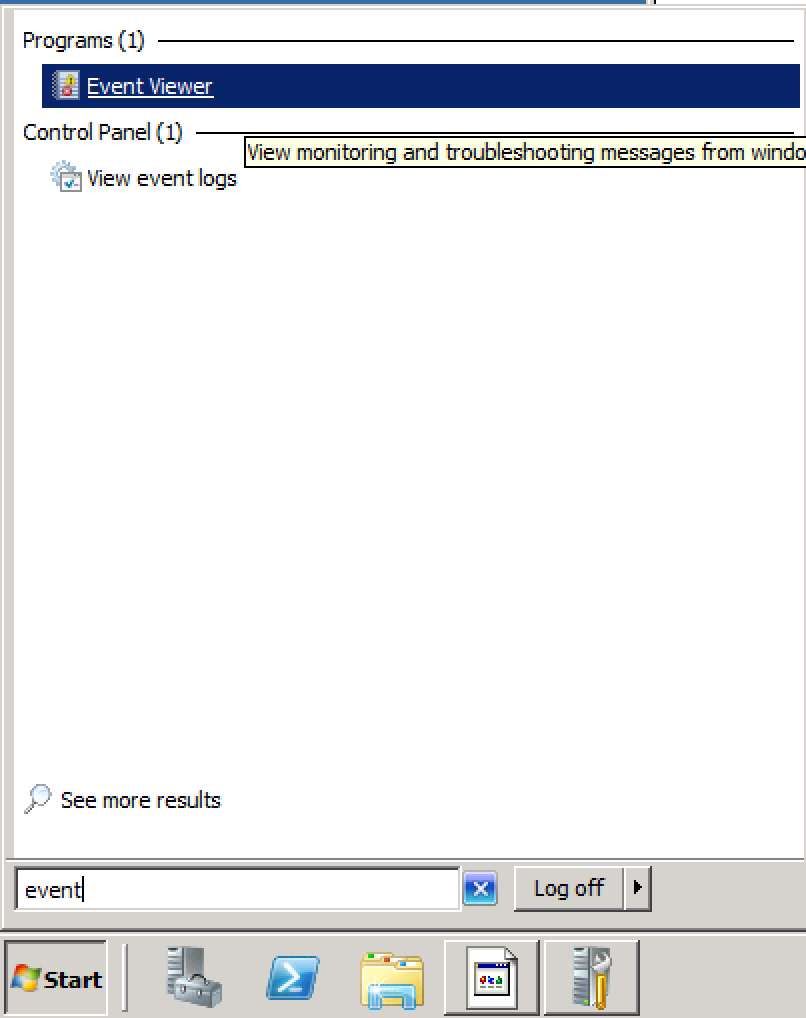 Programs (1)
Event Viewer
Control Panel (1)
View monitoring and troubleshooting messages from windo
View event logs
See more results
event
Log off
Start